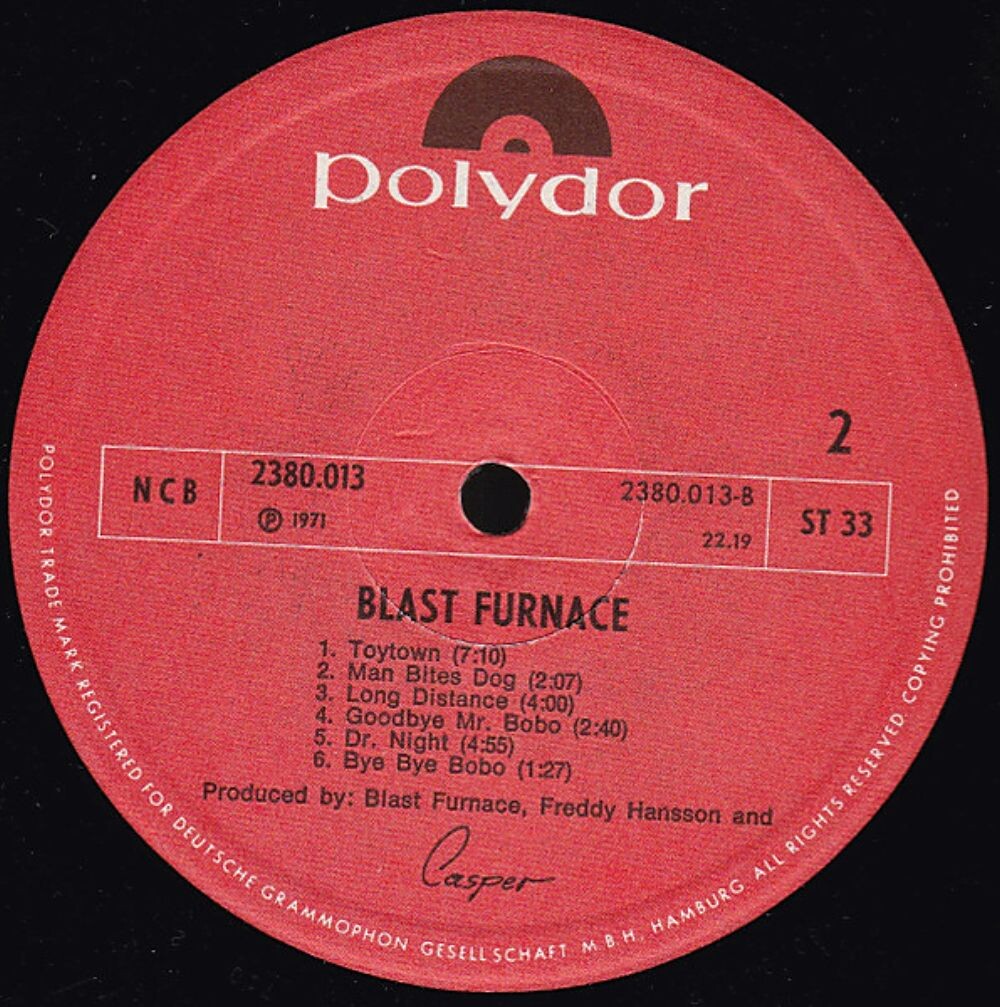 polydor
2
NCB
2380.013
℗ 1971
2380.013-B
22.19
ST 33
BLAST FURNACE
1. Toytown (7:10)
2. Man Bites Dog (2:07)
3. Long Distance (4:00)
4. Goodbye Mr. Bobo (2:40)
5. Dr. Night (4:55)
6. Bye Bye Bobo (1:27)
Produced by: Blast Furnace, Freddy Hansson and
Casper
POLYDOR TRADE MARK REGISTERED FOR DEUTSCHE GRAMMOPHON GESELLSCHAFT M B H, HAMBURG ALL RIGHTS RESERVED COPYING PROHIBITED